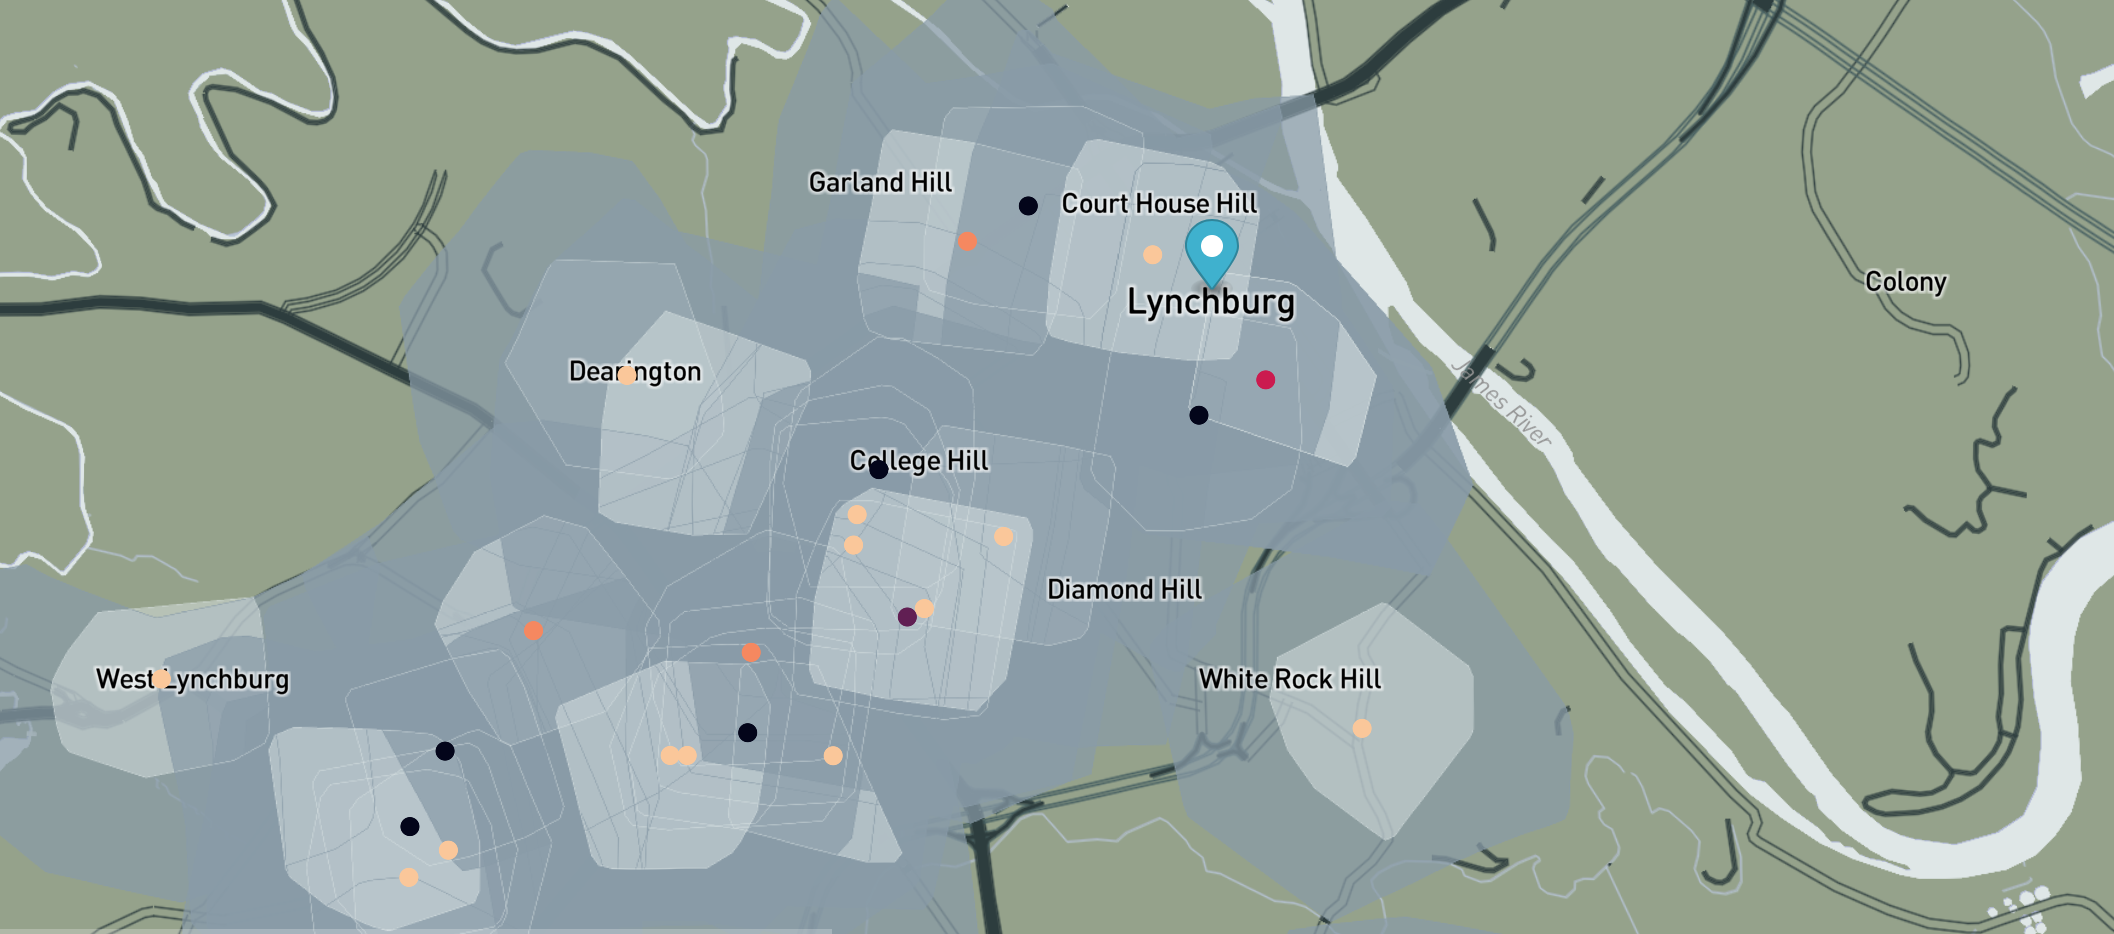 Garland Hill
Court House Hill
Colony
Lynchburg
Dearington
James River
College Hill
Diamond Hill
West Lynchburg
White Rock Hill